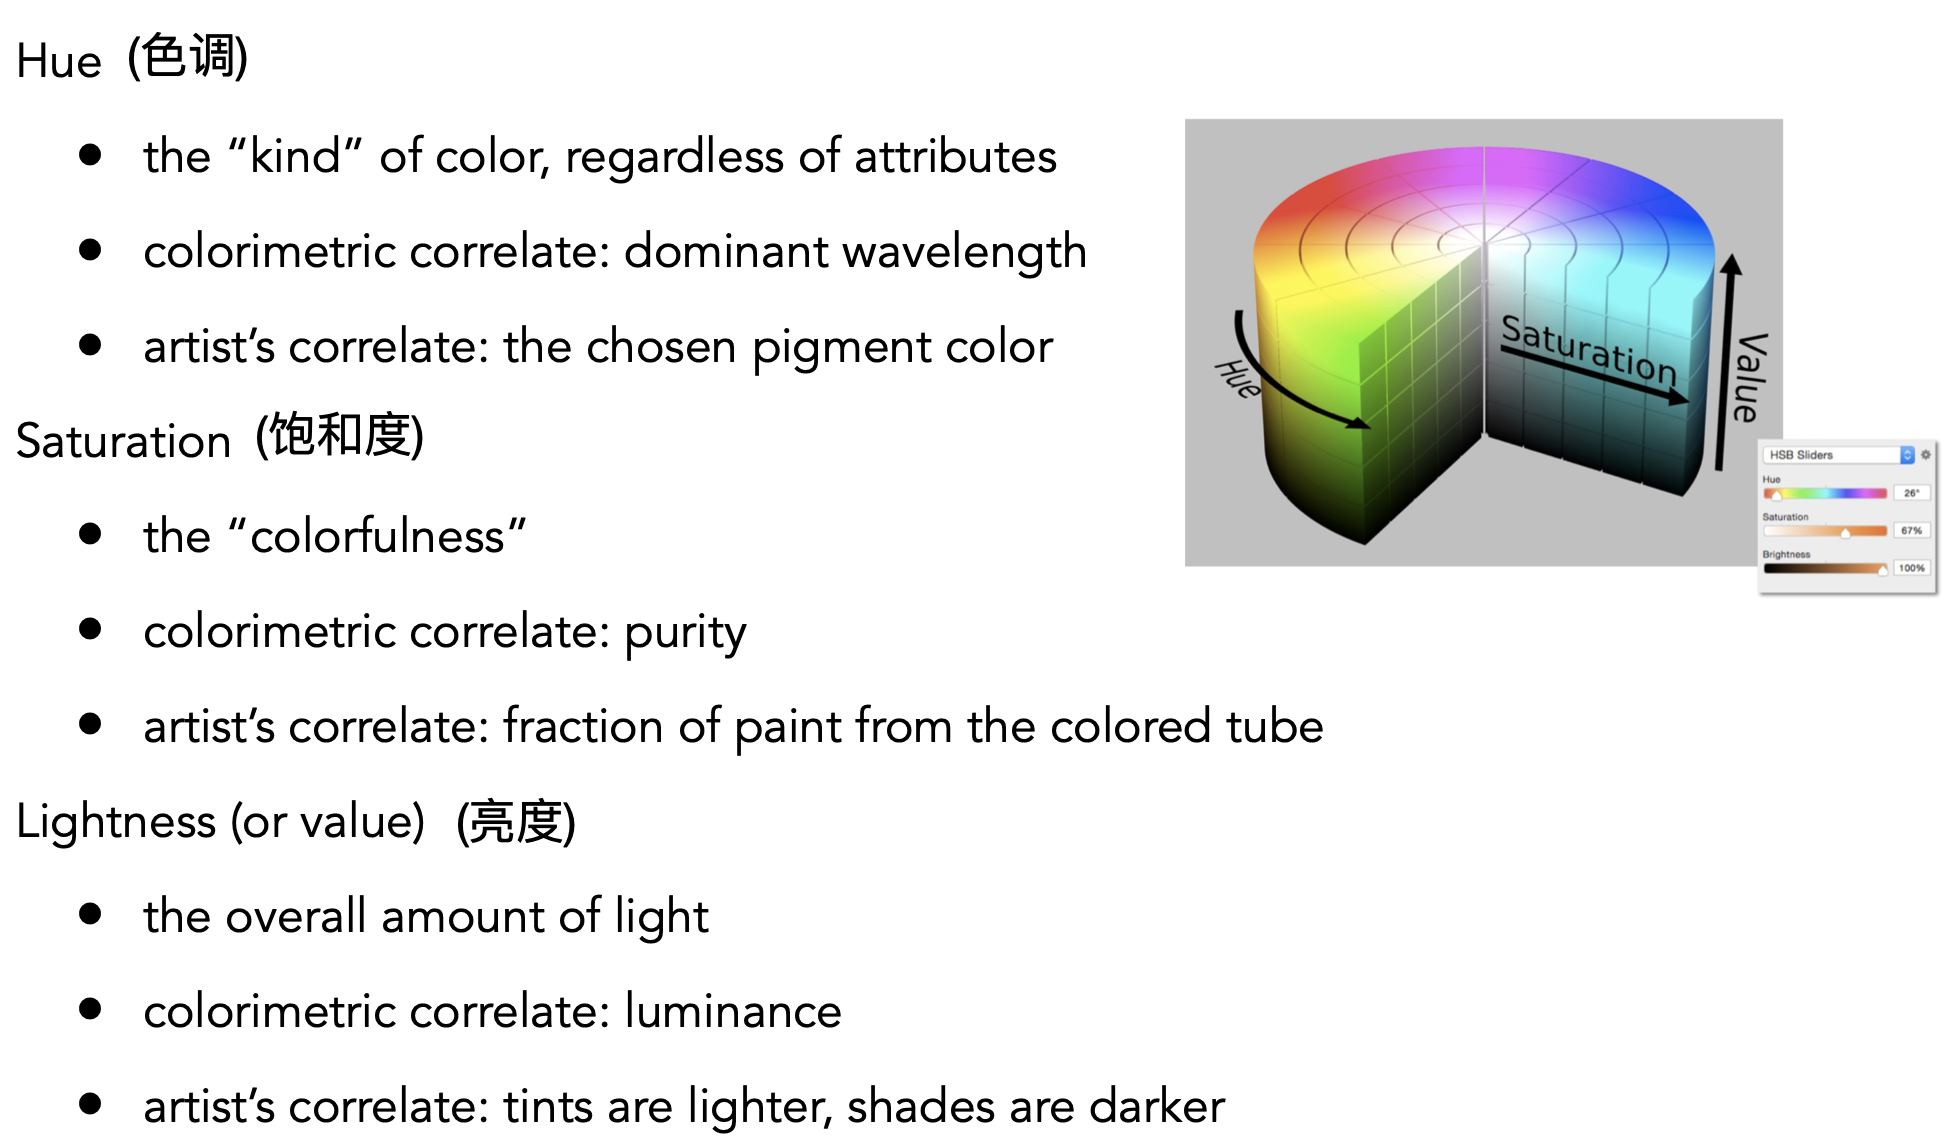 Hue (色调)
● the “kind” of color, regardless of attributes
● colorimetric correlate: dominant wavelength
● artist’s correlate: the chosen pigment color
Saturation (饱和度)
● the “colorfulness”
● colorimetric correlate: purity
● artist’s correlate: fraction of paint from the colored tube
Lightness (or value) (亮度)
● the overall amount of light
● colorimetric correlate: luminance
● artist’s correlate: tints are lighter, shades are darker
Hue
Saturation
Value
HSB Sliders
Hue
26°
Saturation
67%
Brightness
100%